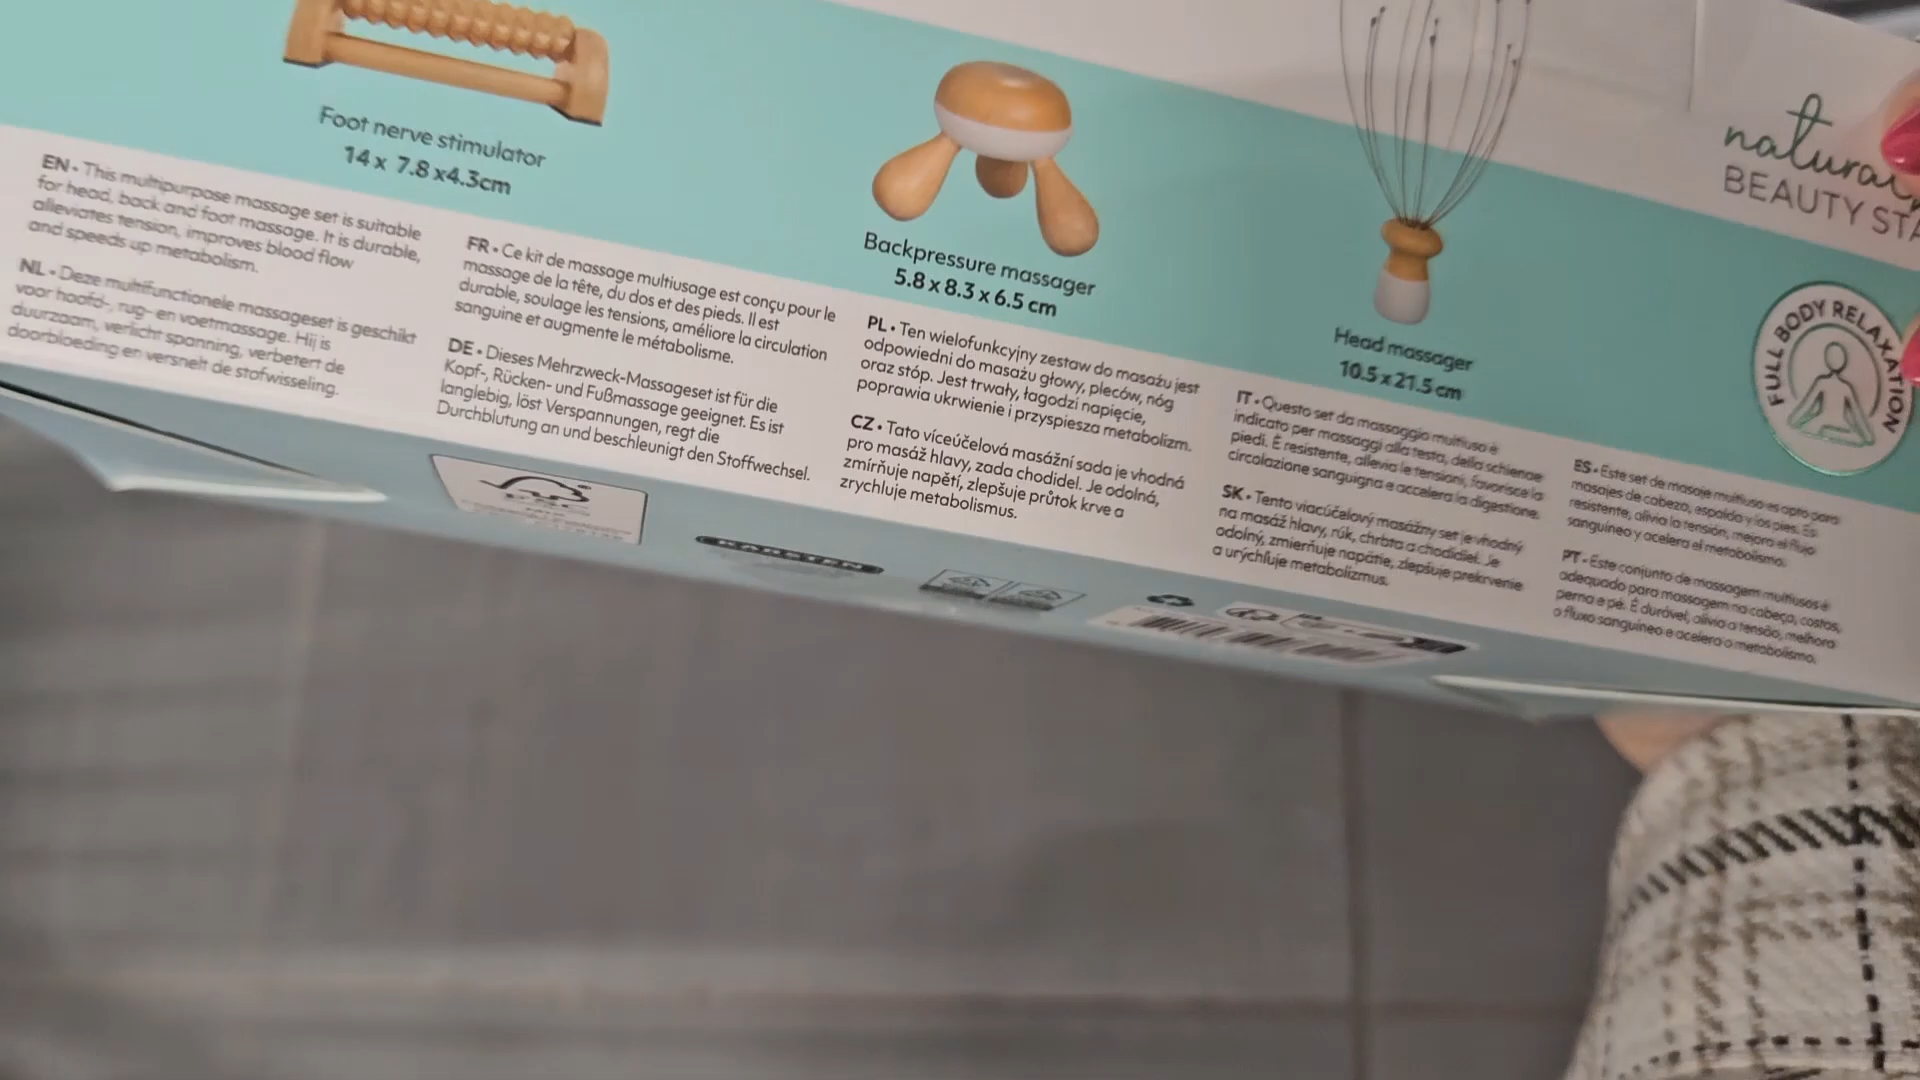 Foot nerve stimulator
14 x 7.8 x4.3cm
Backpressure massager
5.8 x 8.3 x 6.5 cm
Head massager
10.5 x 21.5 cm
natural
BEAUTY
FULL BODY RELAXATION
EN • This multipurpose massage set is suitable
for head, back and foot massage. It is durable,
alleviates tension, improves blood flow
and speeds up metabolism.
NL • Deze multifunctionele massageset is geschikt
voor hoofd-, rug- en voetmassage. Hij is
duurzaam, verlicht spanning, verbetert de
doorbloeding en versnelt de stofwisseling.
FR • Ce kit de massage multiusage est conçu pour le
massage de la tête, du dos et des pieds. Il est
durable, soulage les tensions, améliore la circulation
sanguine et augmente le métabolisme.
DE • Dieses Mehrzweck-Massageset ist für die
Kopf-, Rücken- und Fußmassage geeignet. Es ist
langlebig, löst Verspannungen, regt die
Durchblutung an und beschleunigt den Stoffwechsel.
PL • Ten wielofunkcyjny zestaw do masażu jest
odpowiedni do masażu głowy, pleców, nóg
oraz stóp. Jest trwały, łagodzi napięcie,
poprawia ukrwienie i przyspiesza metabolizm.
CZ • Tato víceúčelová masážní sada je vhodná
pro masáž hlavy, zada chodidel. Je odolná,
zmírňuje napětí, zlepšuje průtok krve a
zrychluje metabolismus.
IT • Questo set da massaggio multiuso è
indicato per massaggi alla testa, della schienae
piedi. È resistente, allevia le tensioni, favorisce la
circolazione sanguigna e accelera la digestione.
SK • Tento viacúčelový masážny set je vhodný
na masáž hlavy, rúk, chrbta a chodidiel. Je
odolný, zmierňuje napätie, zlepšuje prekrvenie
a urýchľuje metabolizmus.
ES • Este set de masaje multiuso es apto para
masajes de cabeza, espalda y los pies. Es
resistente, alivia la tensión, mejora el flujo
sanguíneo y acelera el metabolismo.
PT • Este conjunto de massagem multiusos é
adequado para massagem na cabeça, costas,
perna e pé. É durável, alivia a tensão, melhora
o fluxo sanguíneo e acelera o metabolismo.
KARSTEN